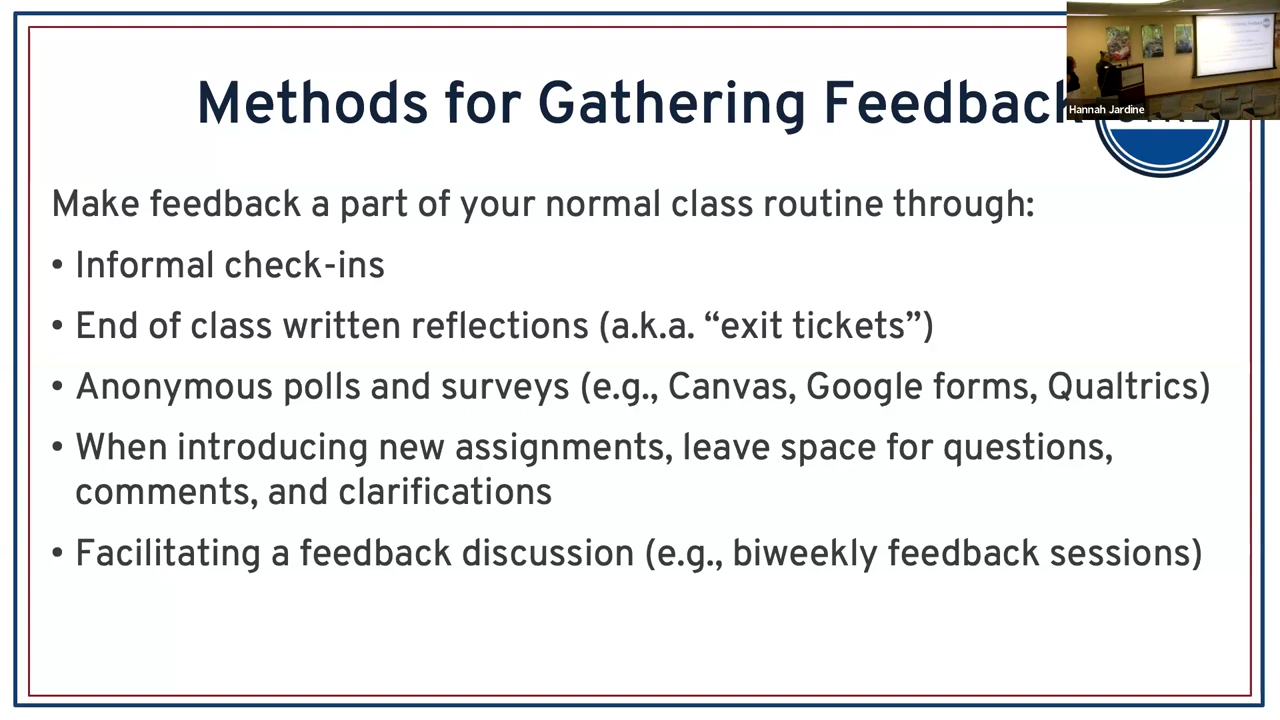 Methods for Gathering Feedback
Hannah Jardine
Make feedback a part of your normal class routine through:
• Informal check-ins
• End of class written reflections (a.k.a. “exit tickets”)
• Anonymous polls and surveys (e.g., Canvas, Google forms, Qualtrics)
• When introducing new assignments, leave space for questions,
comments, and clarifications
• Facilitating a feedback discussion (e.g., biweekly feedback sessions)